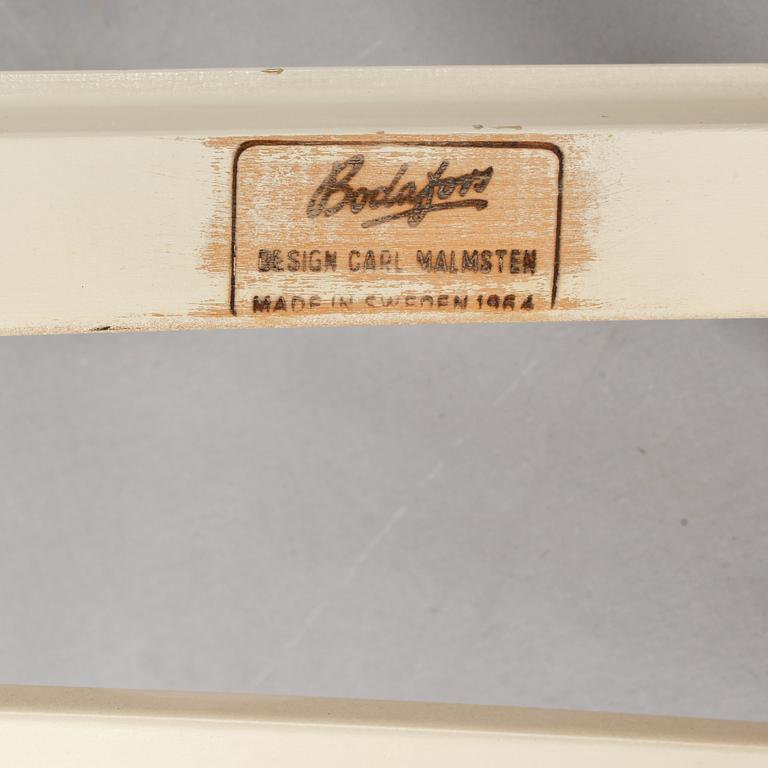 Bodafors
DESIGN CARL MALMSTEN
MADE IN SWEDEN 1964